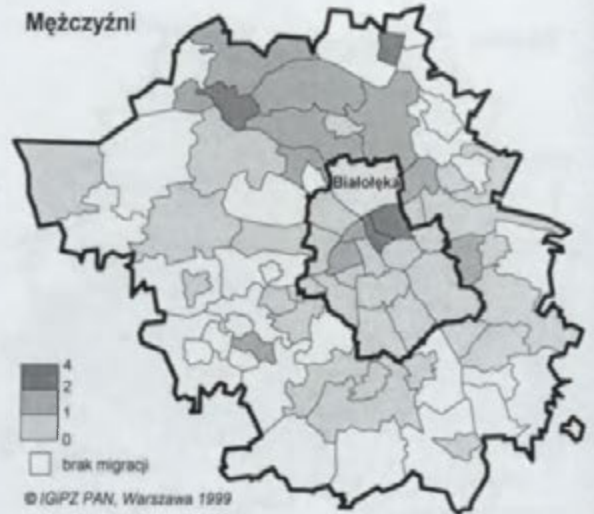 Mężczyźni
Białołęka
4
2
1
0
brak migracji
© IGiPZ PAN, Warszawa 1999